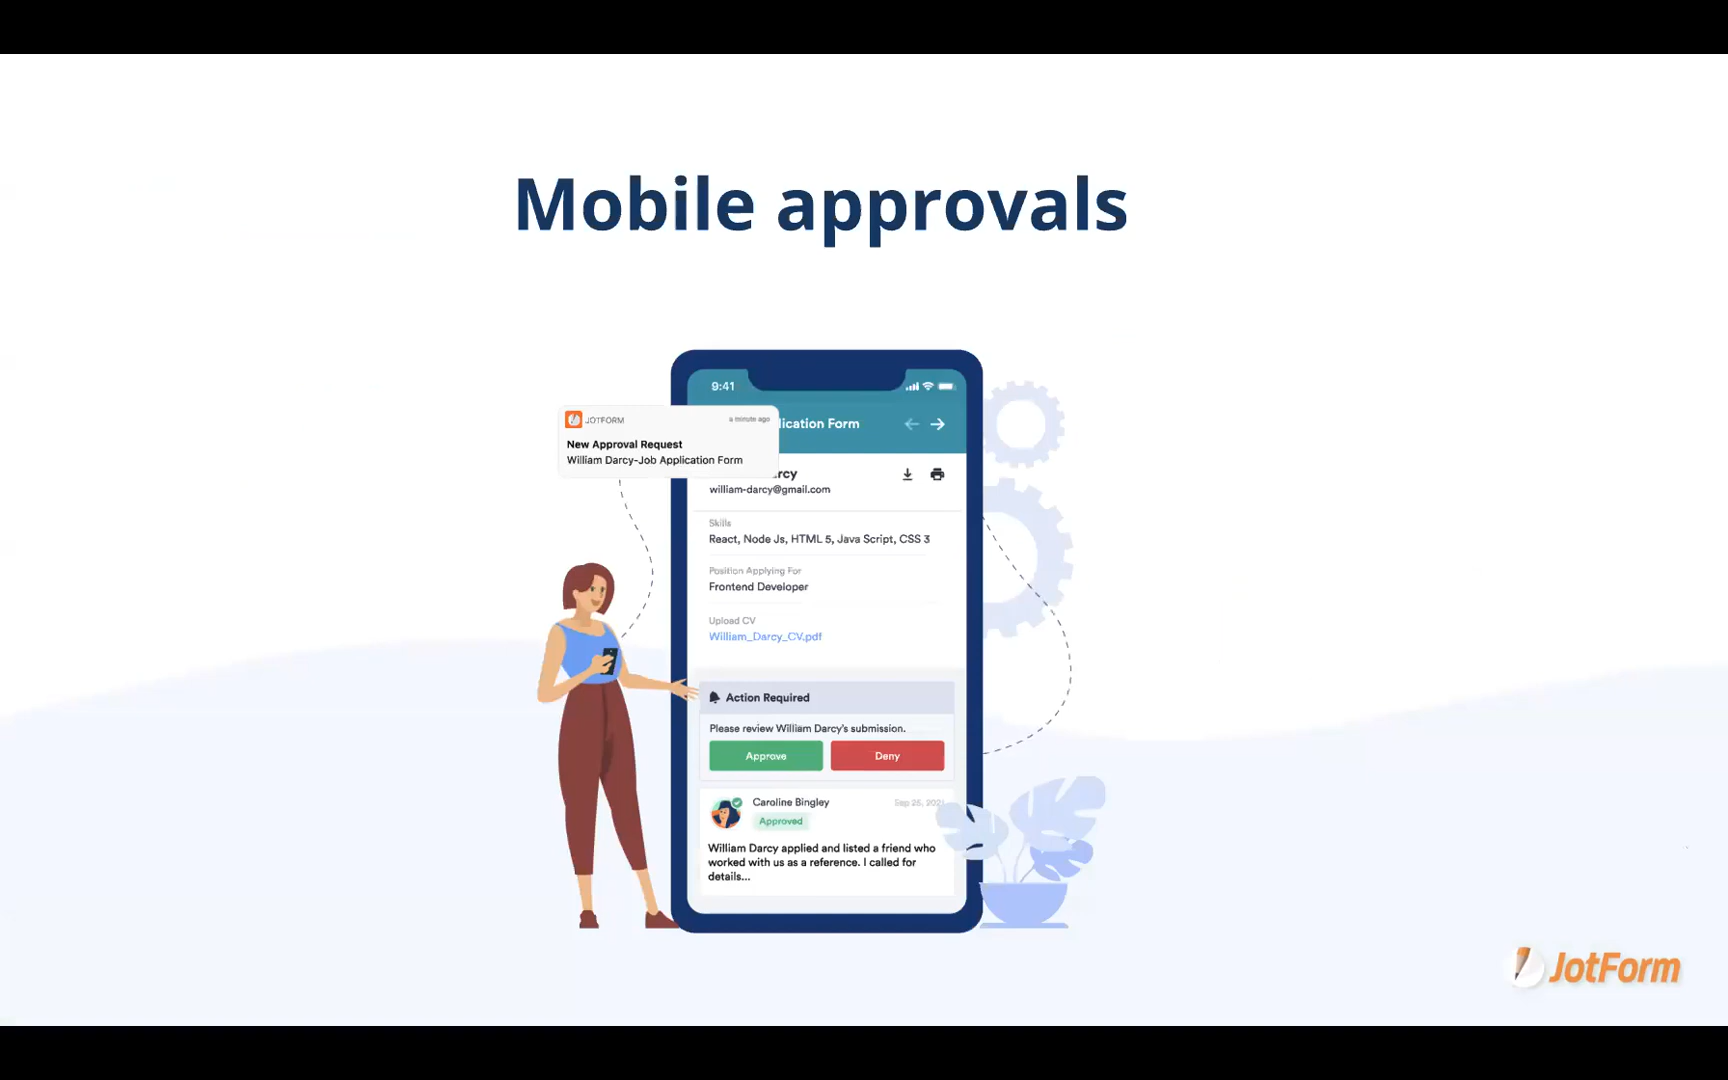 Mobile approvals
9:41
JOTFORM
a minute ago
New Approval Request
William Darcy-Job Application Form
lication Form
rcy
william-darcy@gmail.com
Skills
React, Node Js, HTML 5, Java Script, CSS 3
Position Applying For
Frontend Developer
Upload CV
William_Darcy_CV.pdf
Action Required
Please review William Darcy's submission.
Approve
Deny
Caroline Bingley
Sep 25, 202
Approved
William Darcy applied and listed a friend who
worked with us as a reference. I called for
details...
JotForm